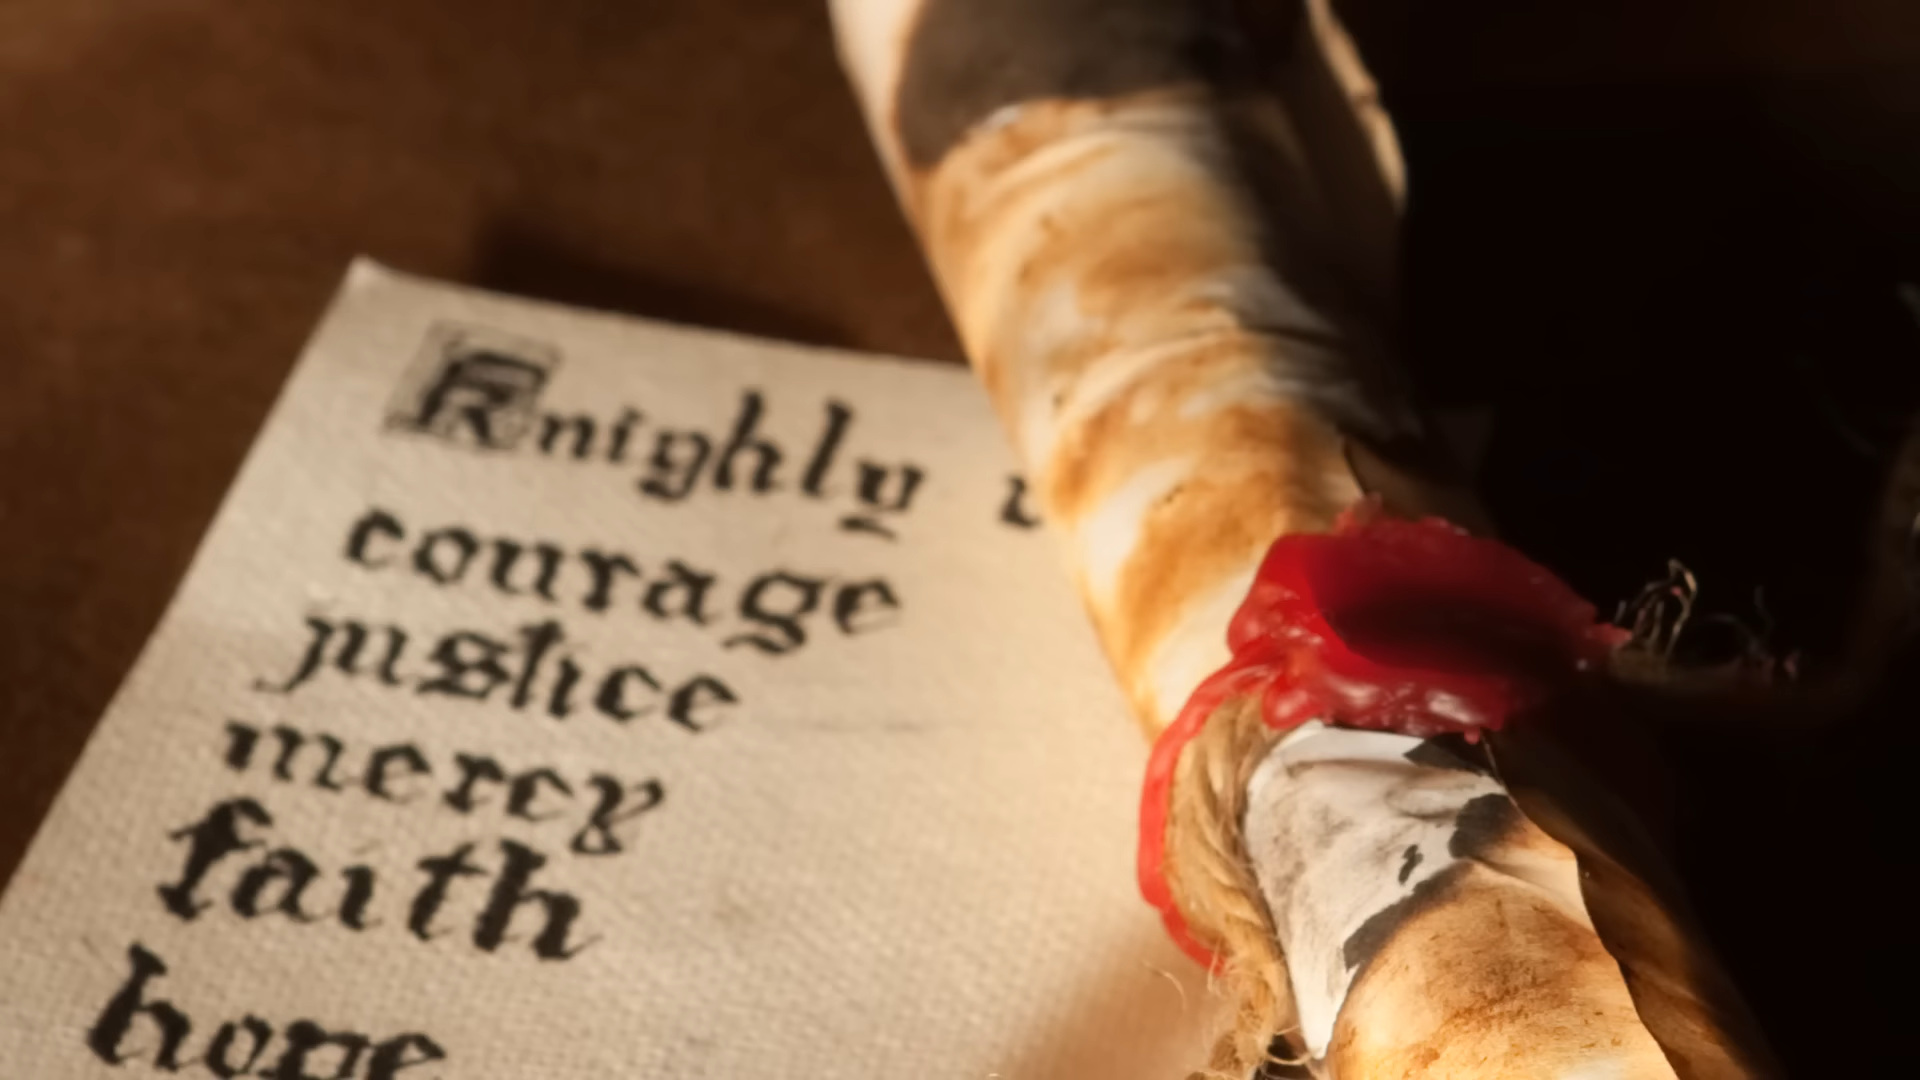 Knighly
courage
justice
mercy
faith
hope